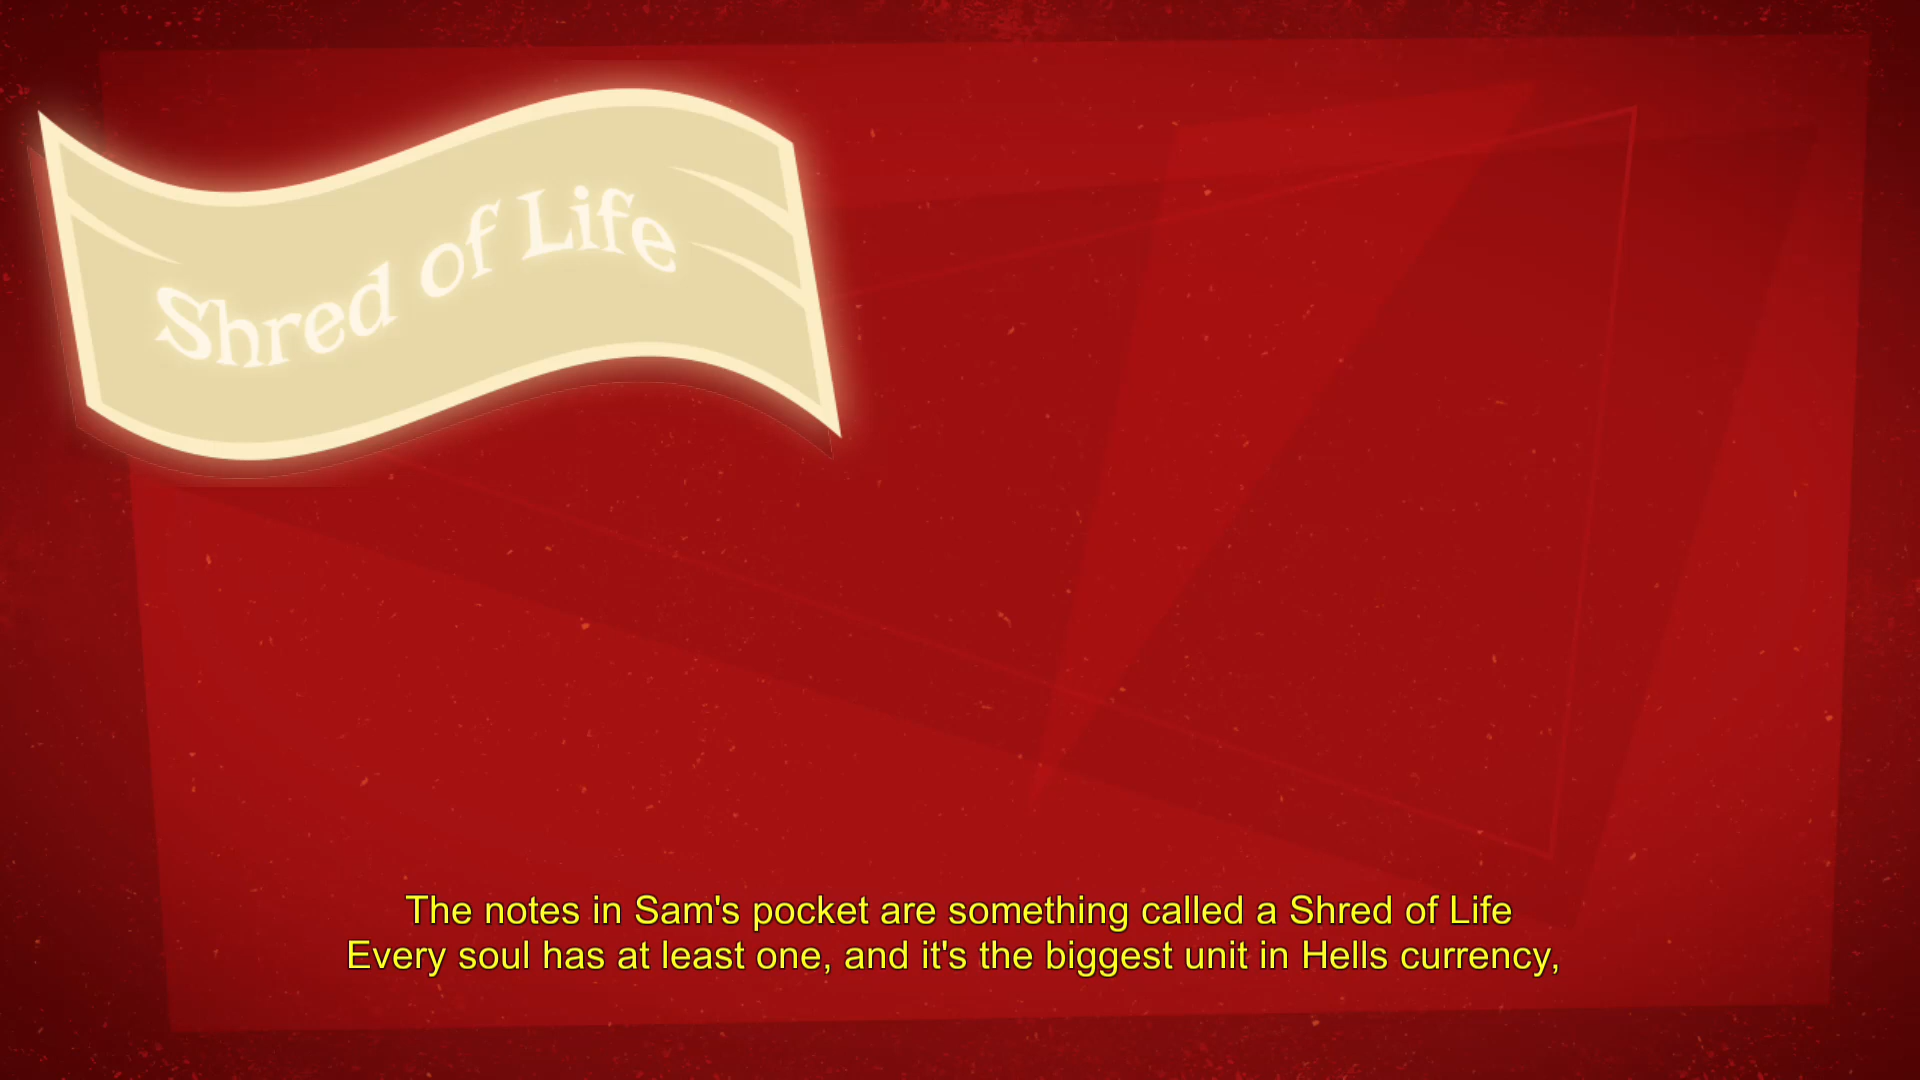 Shred of Life
The notes in Sam's pocket are something called a Shred of Life
Every soul has at least one, and it's the biggest unit in Hells currency,